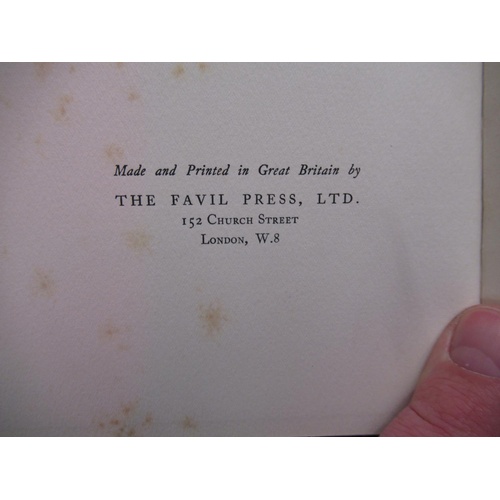 Made and Printed in Great Britain by
THE FAVIL PRESS, LTD.
152 CHURCH STREET
LONDON, W.8